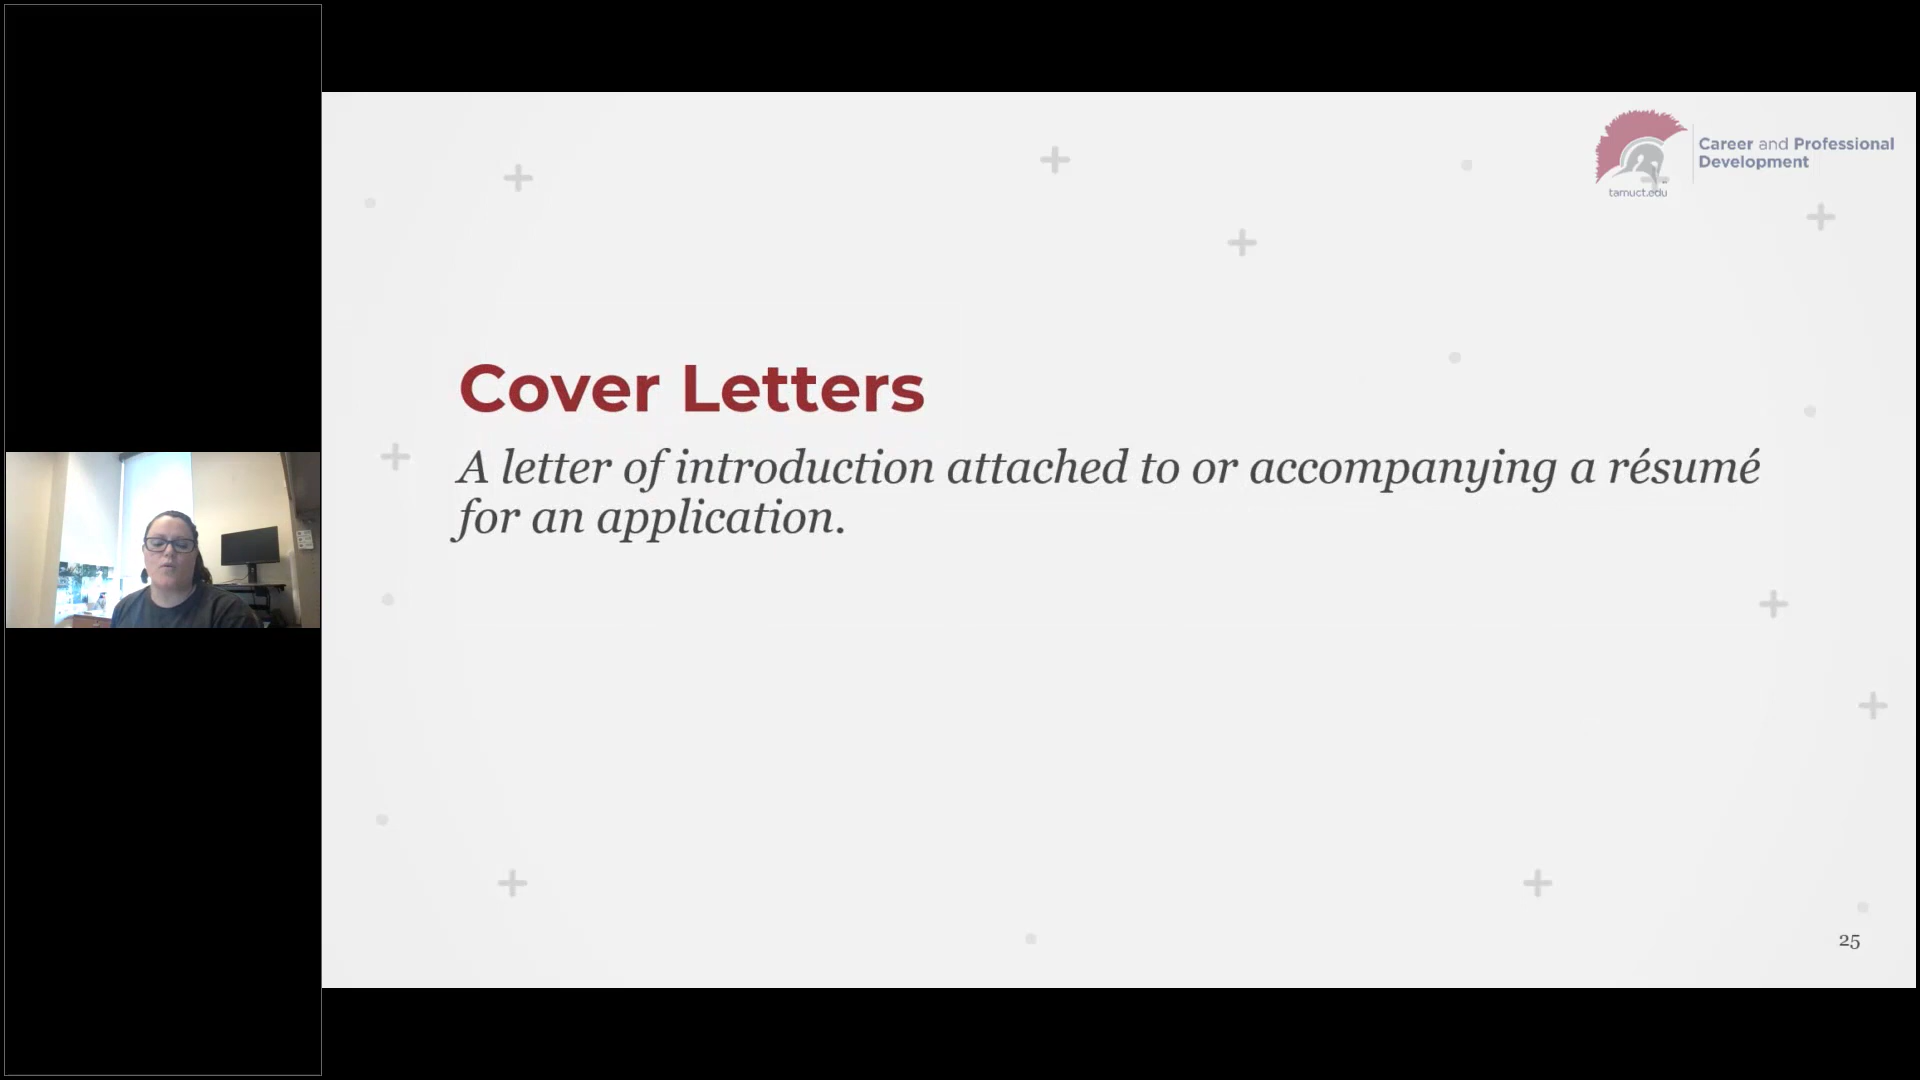 Career and Professional
Development
tamuct.edu
Cover Letters
A letter of introduction attached to or accompanying a résumé
for an application.
25